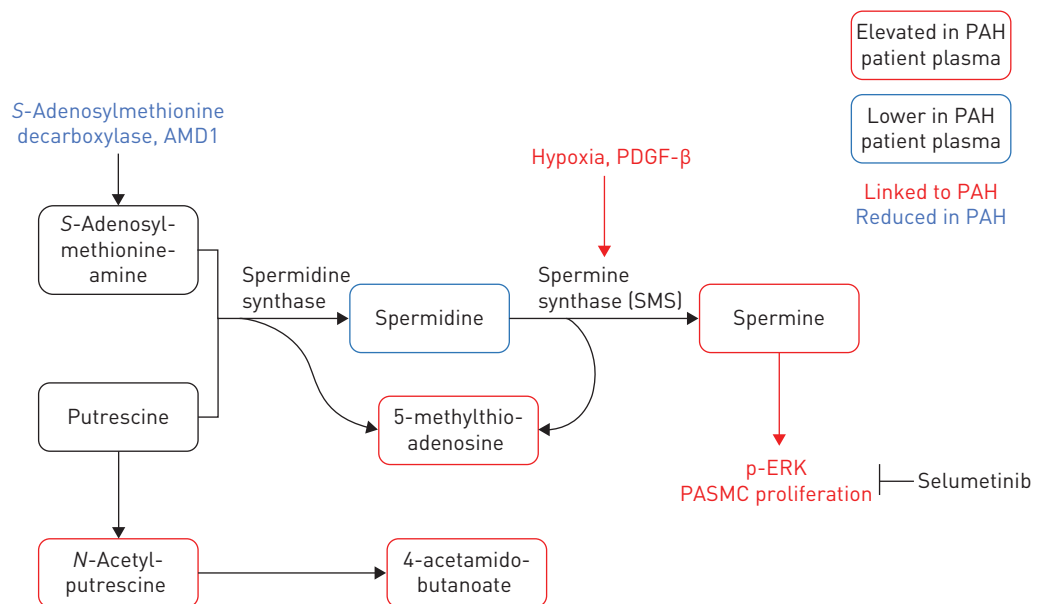 Elevated in PAH
patient plasma
Lower in PAH
patient plasma
Linked to PAH
Reduced in PAH
S-Adenosylmethionine
decarboxylase, AMD1
Hypoxia, PDGF-β
S-Adenosyl-
methionine-
amine
Spermidine
synthase
Spermidine
Spermine
synthase (SMS)
Spermine
Putrescine
5-methylthio-
adenosine
p-ERK
PASMC proliferation
Selumetinib
N-Acetyl-
putrescine
4-acetamido-
butanoate